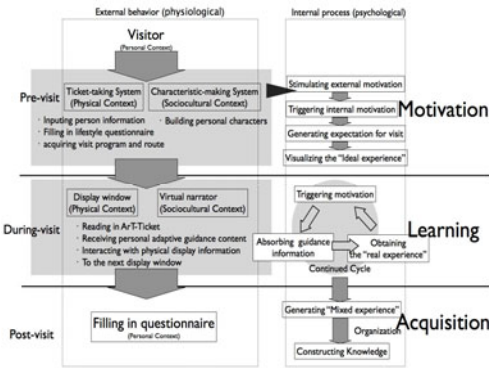 External behavior (physiological)
Internal process (psychological)
Visitor
(Personal Context)
Pre-visit
Ticket-taking System
(Physical Context)
Characteristic-making System
(Sociocultural Context)
· Inputing person information
· Filling in lifestyle questionnaire
· acquiring visit program and route
· Building personal characters
Stimulating external motivation
Triggering internal motivation
Generating expectation for visit
Visualizing the "Ideal experience"
Motivation
During-visit
Display window
(Physical Context)
Virtual narrator
(Sociocultural Context)
· Reading in ArT-Ticket
· Receiving personal adaptive guidance content
· Interacting with physical display information
· To the next display window
Triggering motivation
Absorbing guidance
information
Obtaining
the "real experience"
Continued Cycle
Learning
Post-visit
Filling in questionnaire
(Personal Context)
Generating "Mixed experience"
Organization
Constructing Knowledge
Acquisition